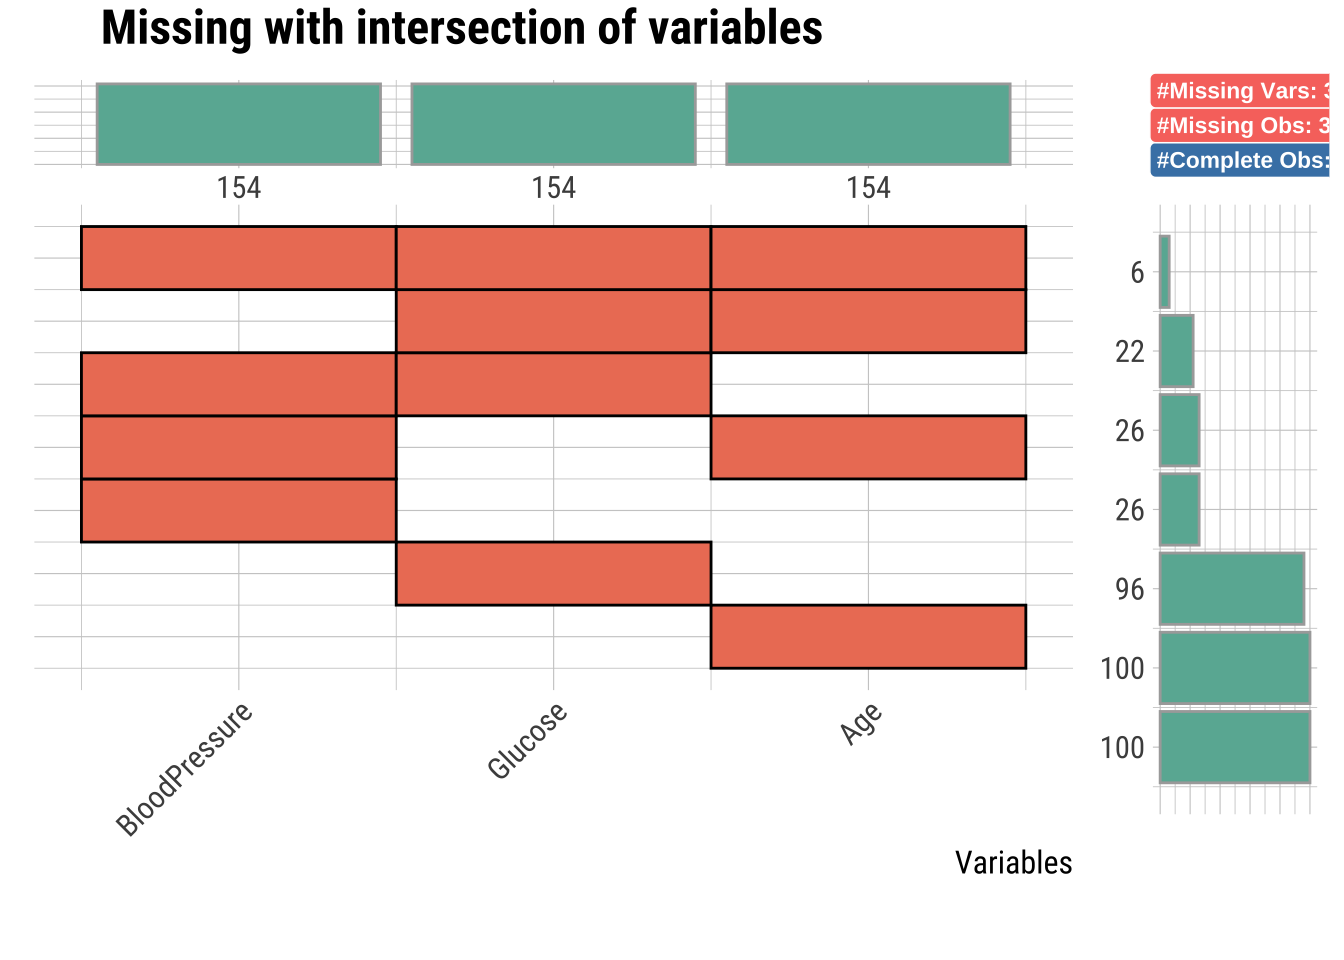 Missing with intersection of variables
#Missing Vars: 3
#Missing Obs: 3
#Complete Obs:
154 154 154
6
22
26
26
96
100
100
BloodPressure Glucose Age
Variables